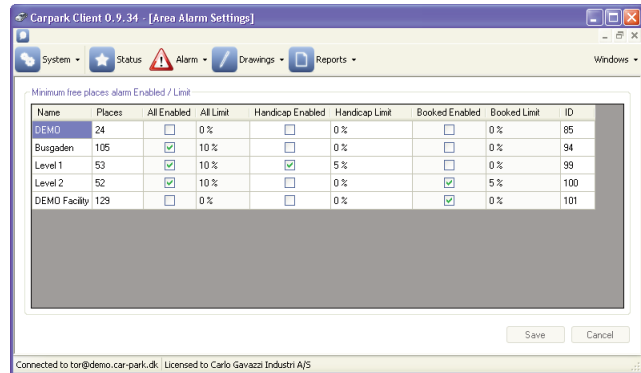 Carpark Client 0.9.34 - [Area Alarm Settings]
System Status Alarm Drawings Reports Windows
Minimum free places alarm Enabled / Limit
Name Places All Enabled All Limit Handicap Enabled Handicap Limit Booked Enabled Booked Limit ID
DEMO 24 0 % 0 % 0 % 85
Busgaden 105 10 % 0 % 0 % 94
Level 1 53 10 % 5 % 0 % 99
Level 2 52 10 % 0 % 5 % 100
DEMO Facility 129 0 % 0 % 0 % 101
Save Cancel
Connected to tor@demo.car-park.dk Licensed to Carlo Gavazzi Industri A/S